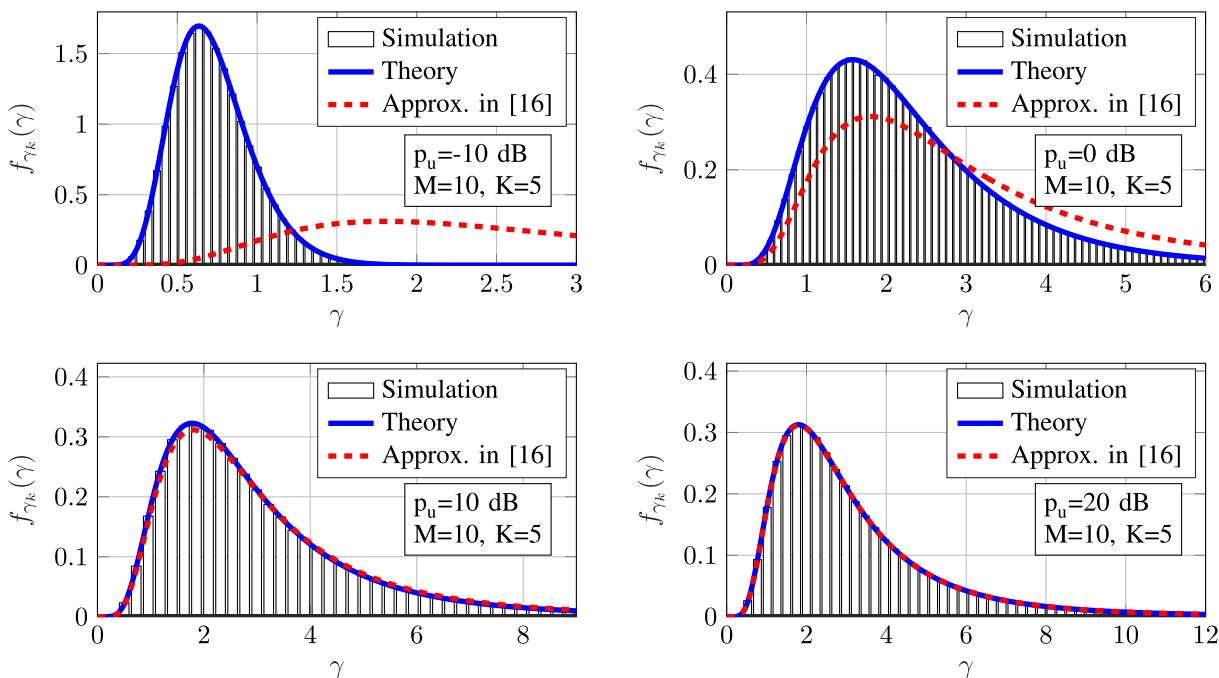 Simulation
Theory
Approx. in [16]
p_u=-10 dB
M=10, K=5
f_{γ_k}(γ)
1.5
1
0.5
0
0 0.5 1 1.5 2 2.5 3
γ
Simulation
Theory
Approx. in [16]
p_u=0 dB
M=10, K=5
f_{γ_k}(γ)
0.4
0.2
0
0 1 2 3 4 5 6
γ
Simulation
Theory
Approx. in [16]
p_u=10 dB
M=10, K=5
f_{γ_k}(γ)
0.4
0.3
0.2
0.1
0
0 2 4 6 8
γ
Simulation
Theory
Approx. in [16]
p_u=20 dB
M=10, K=5
f_{γ_k}(γ)
0.4
0.3
0.2
0.1
0
0 2 4 6 8 10 12
γ